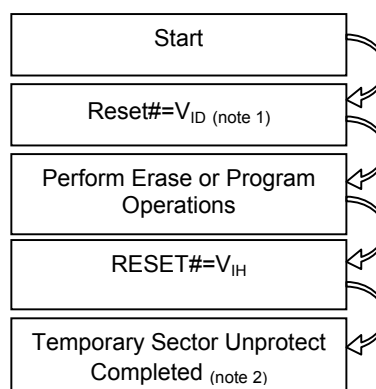 Start
Reset#=VID (note 1)
Perform Erase or Program
Operations
RESET#=VIH
Temporary Sector Unprotect
Completed (note 2)